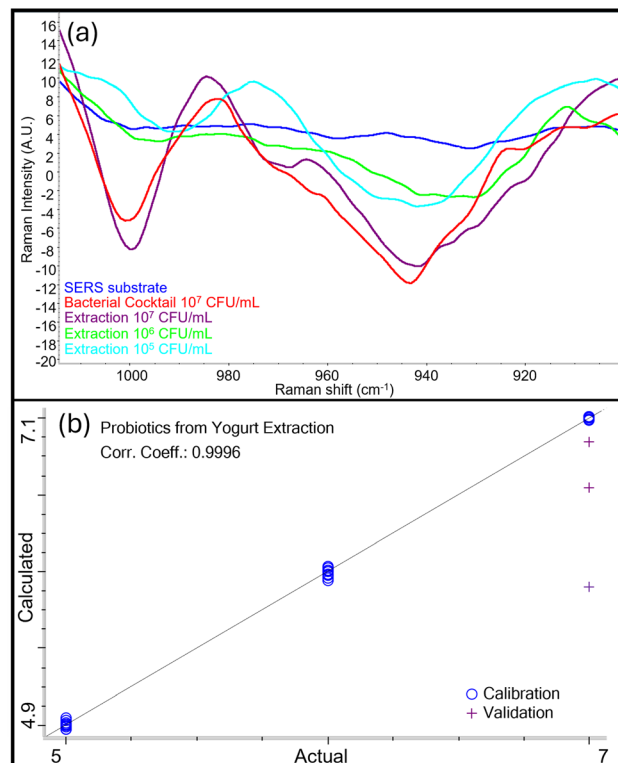 (a)
16
14
12
10
8
6
4
2
0
-2
-4
-6
-8
-10
-12
-14
-16
-18
-20
Raman Intensity (A.U.)
SERS substrate
Bacterial Cocktail 10⁷ CFU/mL
Extraction 10⁷ CFU/mL
Extraction 10⁶ CFU/mL
Extraction 10⁵ CFU/mL
1000 980 960 940 920
Raman shift (cm⁻¹)
(b)
Probiotics from Yogurt Extraction
Corr. Coeff.: 0.9996
7.1
Calculated
4.9
Calibration
Validation
5 Actual 7